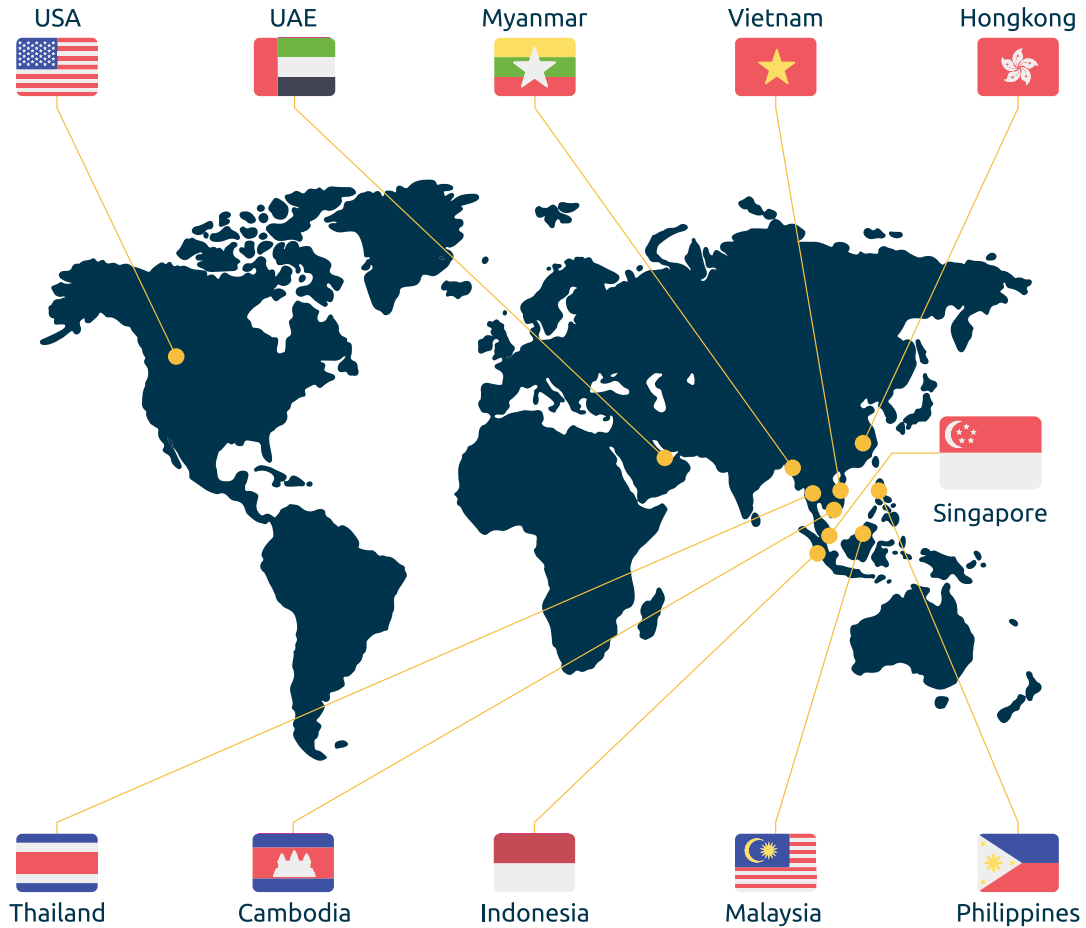 USA
UAE
Myanmar
Vietnam
Hongkong
Singapore
Thailand
Cambodia
Indonesia
Malaysia
Philippines